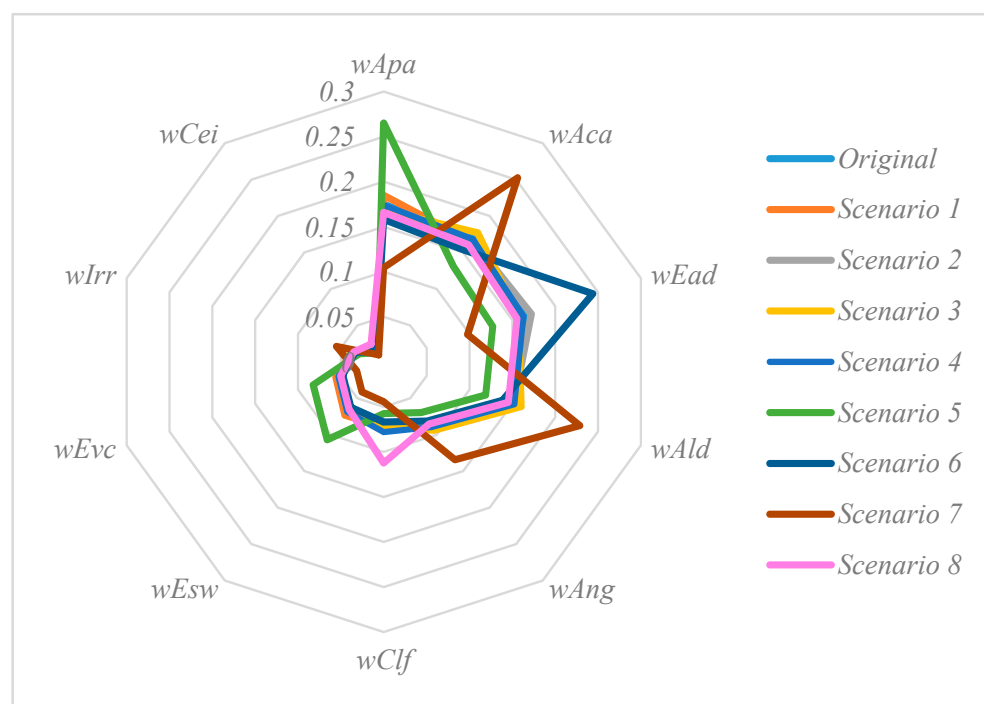 wApa
wAca
wEad
wAld
wAng
wClf
wEsw
wEvc
wIrr
wCei
0.3
0.25
0.2
0.15
0.1
0.05
Original
Scenario 1
Scenario 2
Scenario 3
Scenario 4
Scenario 5
Scenario 6
Scenario 7
Scenario 8